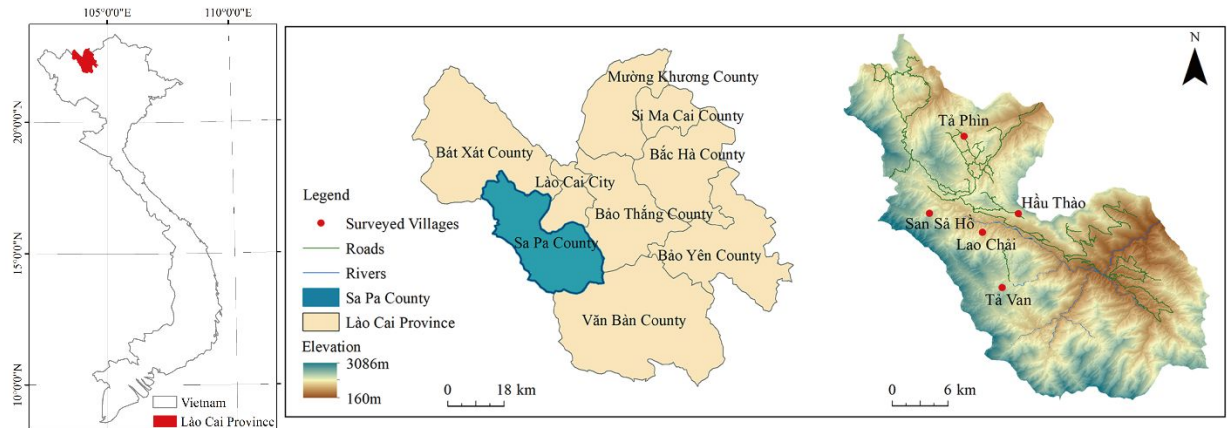 105°0'0"E
110°0'0"E
20°0'0"N
15°0'0"N
10°0'0"N
Vietnam
Lào Cai Province
Legend
Surveyed Villages
Roads
Rivers
Sa Pa County
Lào Cai Province
Elevation
3086m
160m
Mường Khương County
Si Ma Cai County
Bát Xát County
Bắc Hà County
Lào Cai City
Bảo Thắng County
Sa Pa County
Bảo Yên County
Văn Bàn County
0 18 km
N
Tả Phìn
Hầu Thào
San Sả Hồ
Lao Chải
Tả Van
0 6 km